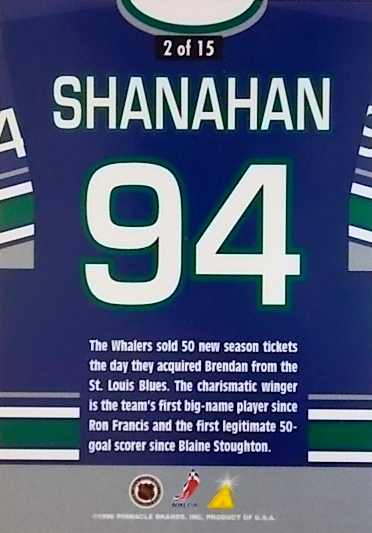 2 of 15
SHANAHAN
94
4
The Whalers sold 50 new season tickets
the day they acquired Brendan from the
St. Louis Blues. The charismatic winger
is the team's first big-name player since
Ron Francis and the first legitimate 50-
goal scorer since Blaine Stoughton.
NHLPA
©1996 PINNACLE BRANDS, INC. PRODUCT OF U.S.A.